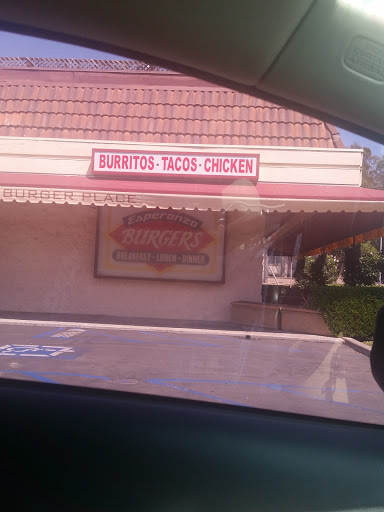 BURRITOS - TACOS - CHICKEN
BURGER PLACE
Esperanza
BURGERS
BREAKFAST - LUNCH - DINNER